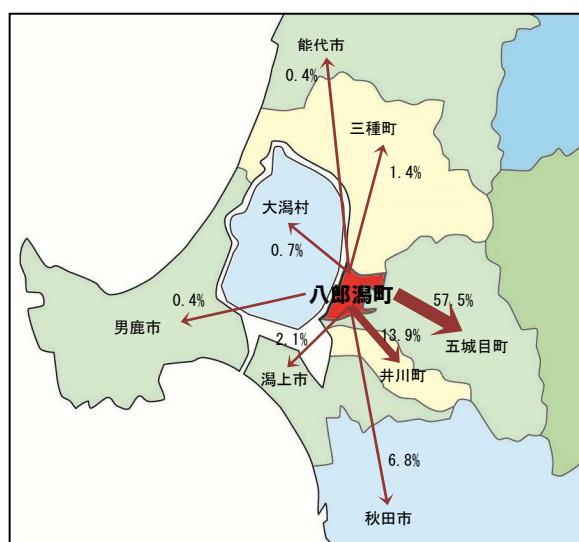 能代市
0.4%
三種町
1.4%
大潟村
0.7%
八郎潟町
57.5%
0.4%
男鹿市
2.1%
13.9%
五城目町
潟上市
井川町
6.8%
秋田市